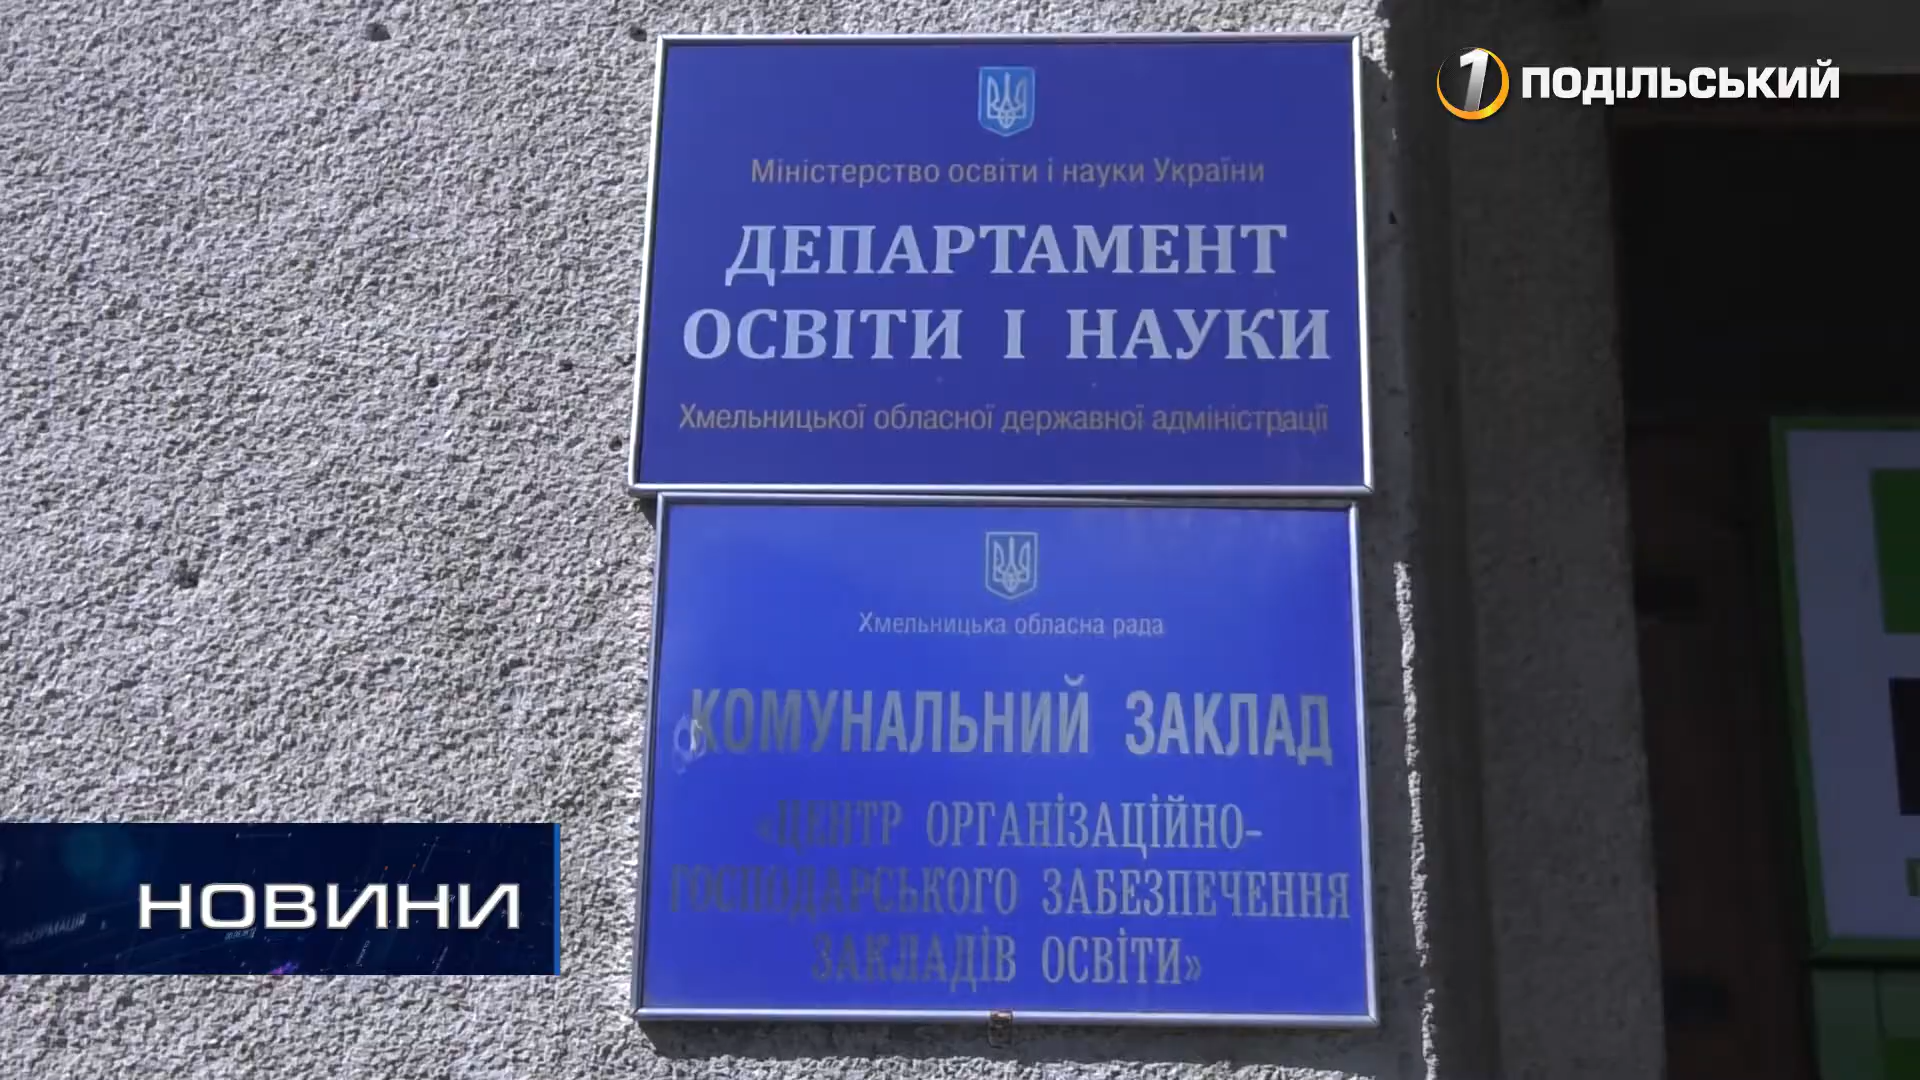 1 ПОДІЛЬСЬКИЙ
Міністерство освіти і науки України
ДЕПАРТАМЕНТ
ОСВІТИ І НАУКИ
Хмельницької обласної державної адміністрації
Хмельницька обласна рада
КОМУНАЛЬНИЙ ЗАКЛАД
«ЦЕНТР ОРГАНІЗАЦІЙНО-
ГОСПОДАРСЬКОГО ЗАБЕЗПЕЧЕННЯ
ЗАКЛАДІВ ОСВІТИ»
НОВИНИ